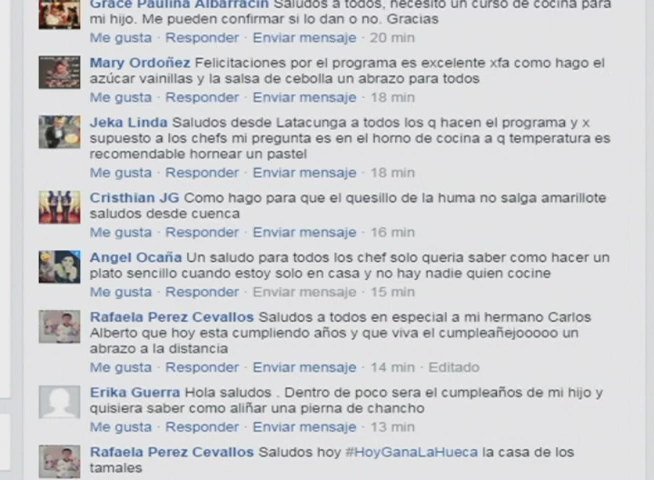 Grace Paulina Albarracin Saludos a todos, necesito un curso de cocina para
mi hijo. Me pueden confirmar si lo dan o no. Gracias
Me gusta · Responder · Enviar mensaje · 20 min
Mary Ordoñez Felicitaciones por el programa es excelente xfa como hago el
azúcar vainillas y la salsa de cebolla un abrazo para todos
Me gusta · Responder · Enviar mensaje · 18 min
Jeka Linda Saludos desde Latacunga a todos los q hacen el programa y x
supuesto a los chefs mi pregunta es en el horno de cocina a q temperatura es
recomendable hornear un pastel
Me gusta · Responder · Enviar mensaje · 18 min
Cristhian JG Como hago para que el quesillo de la huma no salga amarillote
saludos desde cuenca
Me gusta · Responder · Enviar mensaje · 16 min
Angel Ocaña Un saludo para todos los chef solo queria saber como hacer un
plato sencillo cuando estoy solo en casa y no hay nadie quien cocine
Me gusta · Responder · Enviar mensaje · 15 min
Rafaela Perez Cevallos Saludos a todos en especial a mi hermano Carlos
Alberto que hoy esta cumpliendo años y que viva el cumpleañejooooo un
abrazo a la distancia
Me gusta · Responder · Enviar mensaje · 14 min · Editado
Erika Guerra Hola saludos . Dentro de poco sera el cumpleaños de mi hijo y
quisiera saber como aliñar una pierna de chancho
Me gusta · Responder · Enviar mensaje · 13 min
Rafaela Perez Cevallos Saludos hoy #HoyGanaLaHueca la casa de los
tamales